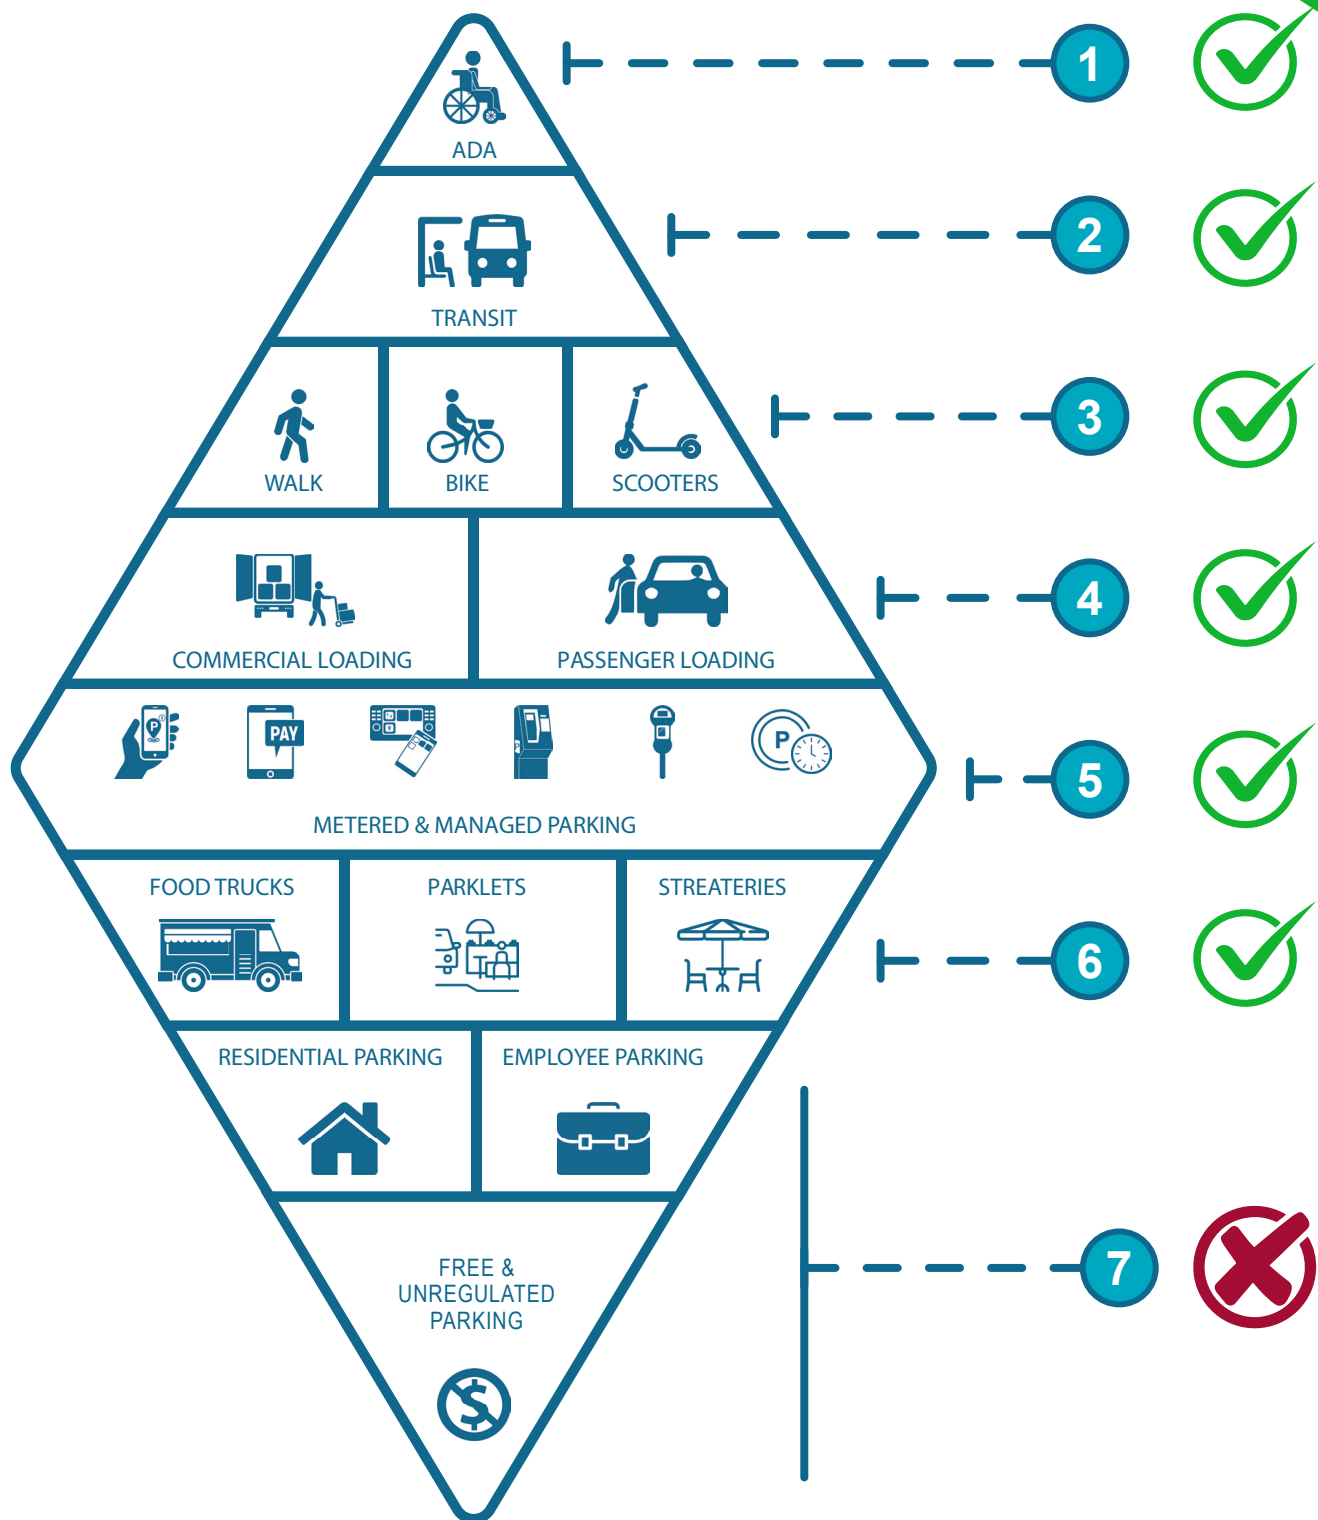 1
ADA
2
TRANSIT
3
WALK
BIKE
SCOOTERS
4
COMMERCIAL LOADING
PASSENGER LOADING
P
PAY
P
5
METERED & MANAGED PARKING
FOOD TRUCKS
PARKLETS
STREATERIES
6
RESIDENTIAL PARKING
EMPLOYEE PARKING
7
FREE &
UNREGULATED
PARKING
$